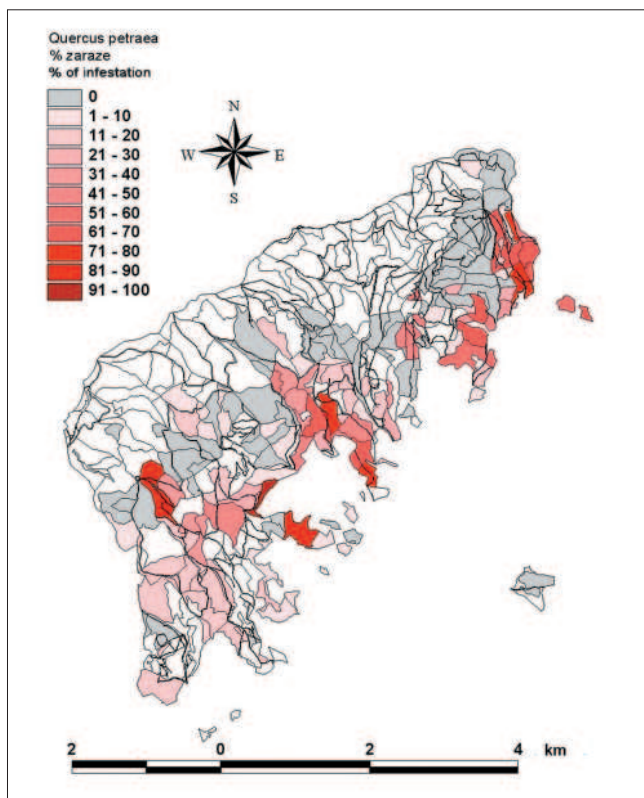 Quercus petraea
% zaraze
% of infestation
0
1 - 10
11 - 20
21 - 30
31 - 40
41 - 50
51 - 60
61 - 70
71 - 80
81 - 90
91 - 100
N
W E
S
2 0 2 4 km